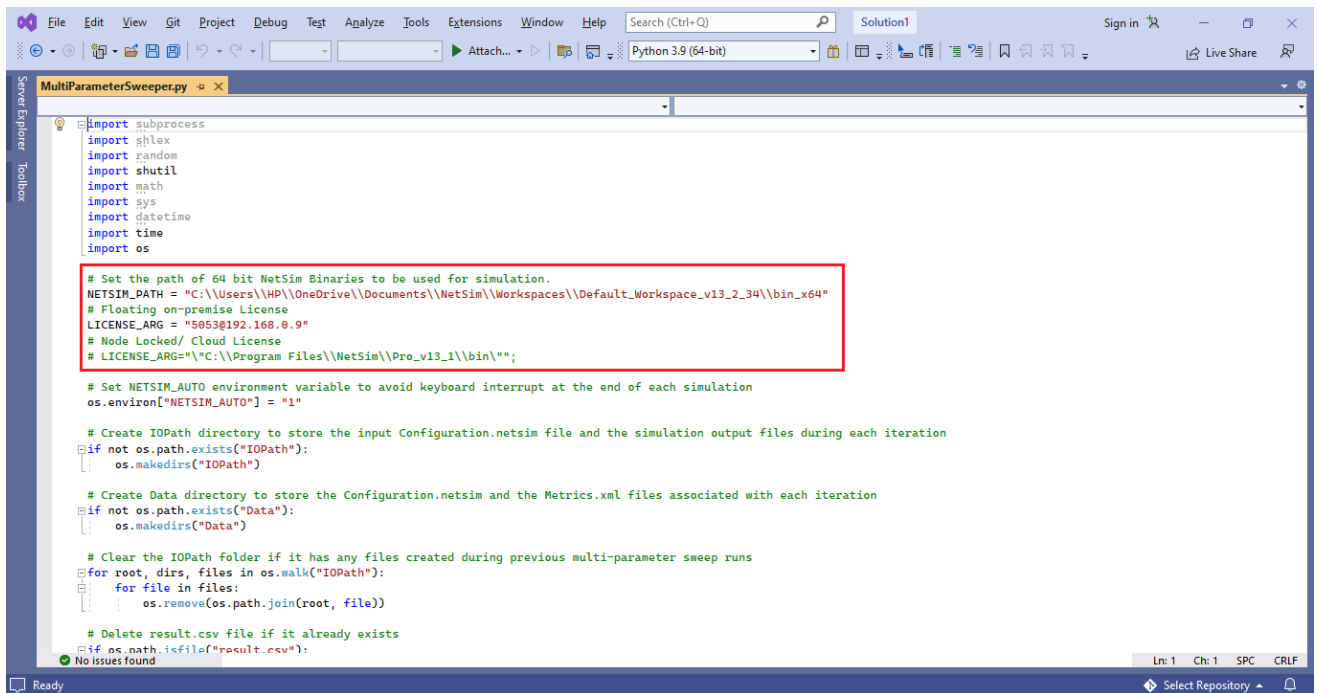 File Edit View Git Project Debug Test Analyze Tools Extensions Window Help Search (Ctrl+Q) Solution1 Sign in
Attach... Python 3.9 (64-bit) Live Share
Server Explorer
Toolbox
MultiParameterSweeper.py
import subprocess
import shlex
import random
import shutil
import math
import sys
import datetime
import time
import os
# Set the path of 64 bit NetSim Binaries to be used for simulation.
NETSIM_PATH = "C:\\Users\\HP\\OneDrive\\Documents\\NetSim\\Workspaces\\Default_Workspace_v13_2_34\\bin_x64"
# Floating on-premise License
LICENSE_ARG = "5053@192.168.0.9"
# Node Locked/ Cloud License
# LICENSE_ARG="\"C:\\Program Files\\NetSim\\Pro_v13_1\\bin\"";
# Set NETSIM_AUTO environment variable to avoid keyboard interrupt at the end of each simulation
os.environ["NETSIM_AUTO"] = "1"
# Create IOPath directory to store the input Configuration.netsim file and the simulation output files during each iteration
if not os.path.exists("IOPath"):
os.makedirs("IOPath")
# Create Data directory to store the Configuration.netsim and the Metrics.xml files associated with each iteration
if not os.path.exists("Data"):
os.makedirs("Data")
# Clear the IOPath folder if it has any files created during previous multi-parameter sweep runs
for root, dirs, files in os.walk("IOPath"):
for file in files:
os.remove(os.path.join(root, file))
# Delete result.csv file if it already exists
if os.path.isfile("result.csv"):
No issues found Ln: 1 Ch: 1 SPC CRLF
Ready Select Repository